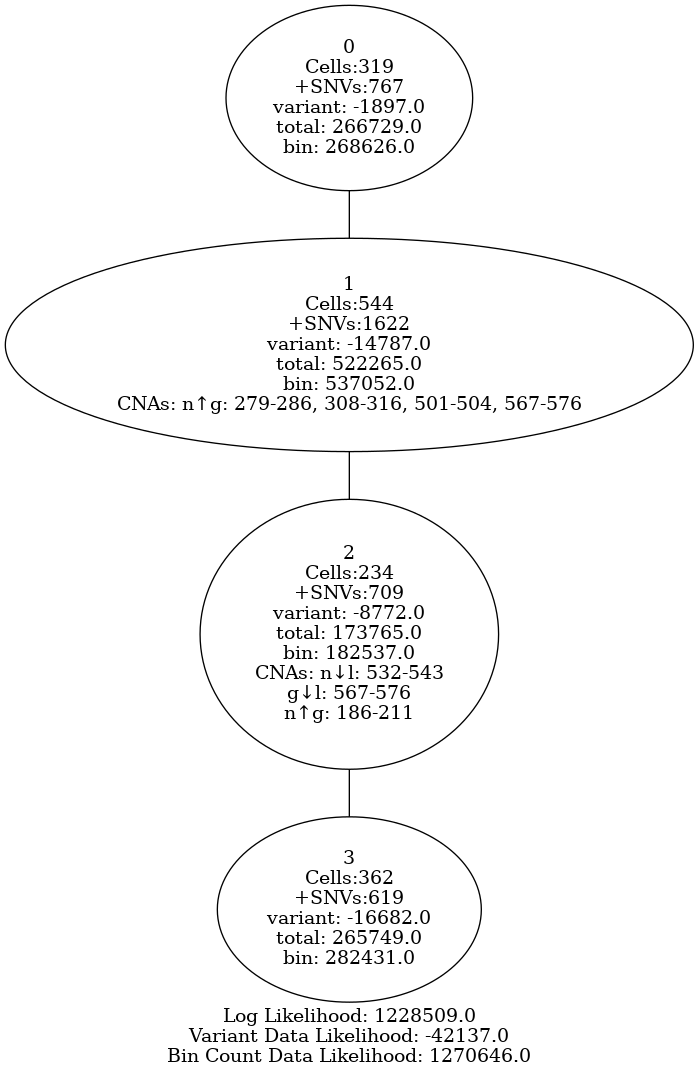 0
Cells:319
+SNVs:767
variant: -1897.0
total: 266729.0
bin: 268626.0
1
Cells:544
+SNVs:1622
variant: -14787.0
total: 522265.0
bin: 537052.0
CNAs: n↑g: 279-286, 308-316, 501-504, 567-576
2
Cells:234
+SNVs:709
variant: -8772.0
total: 173765.0
bin: 182537.0
CNAs: n↓l: 532-543
g↓l: 567-576
n↑g: 186-211
3
Cells:362
+SNVs:619
variant: -16682.0
total: 265749.0
bin: 282431.0
Log Likelihood: 1228509.0
Variant Data Likelihood: -42137.0
Bin Count Data Likelihood: 1270646.0